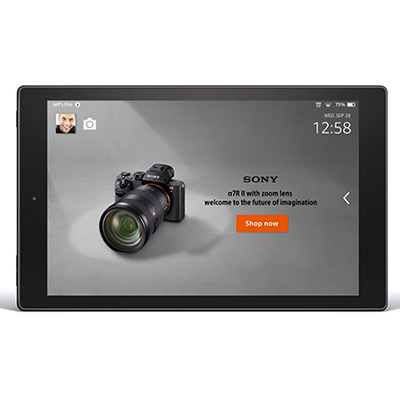 Jeff's Fire
75%
WED, SEP 28
12:58
SONY
α7R II with zoom lens
welcome to the future of imagination
Shop now